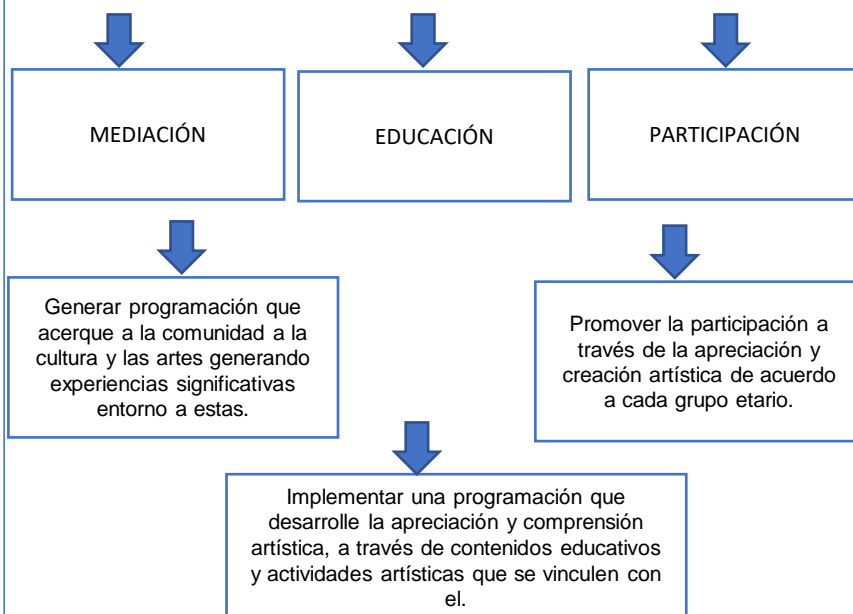 MEDIACIÓN
EDUCACIÓN
PARTICIPACIÓN
Generar programación que
acerque a la comunidad a la
cultura y las artes generando
experiencias significativas
entorno a estas.
Promover la participación a
través de la apreciación y
creación artística de acuerdo
a cada grupo etario.
Implementar una programación que
desarrolle la apreciación y comprensión
artística, a través de contenidos educativos
y actividades artísticas que se vinculen con
el.